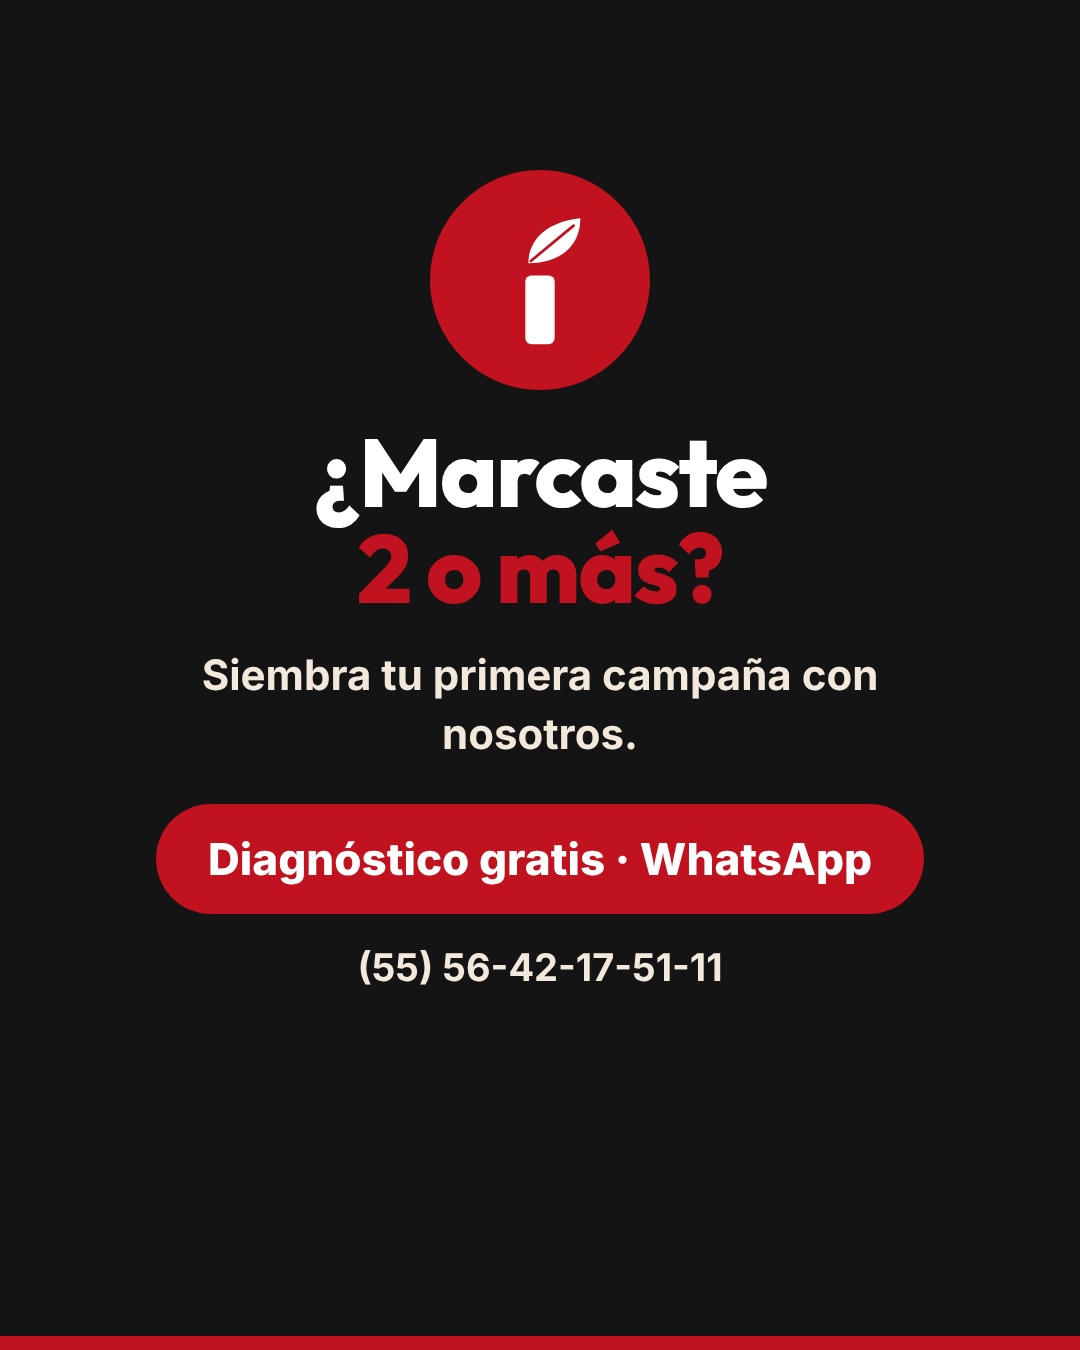 ¿Marcaste
2 o más?
Siembra tu primera campaña con
nosotros.
Diagnóstico gratis · WhatsApp
(55) 56-42-17-51-11